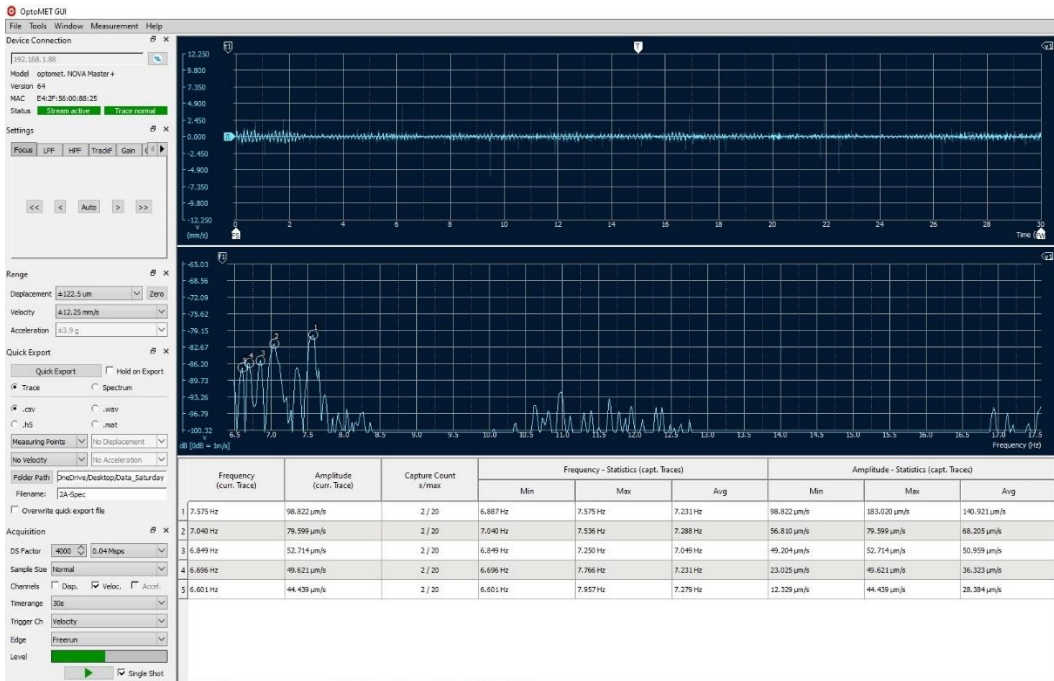 OptoMET GUI
File Tools Window Measurement Help
Device Connection
192.168.1.88
Model optomet. NOVA Master+
Version 64
MAC E4:2F:56:00:88:25
Status Stream active Trace normal
Settings
Focus LPF HPF TrackF Gain
<< < Auto > >>
Range
Displacement ±122.5 um Zero
Velocity ±12.25 mm/s
Acceleration ±3.9 g
Quick Export
Quick Export Hold on Export
Trace Spectrum
.csv .wav
.h5 .mat
Measuring Points No Displacement
No Velocity No Acceleration
Folder Path OneDrive/Desktop/Data_Saturday
Filename: 2A-Spec
Overwrite quick export file
Acquisition
DS Factor 4000 0.04 Msps
Sample Size Normal
Channels Disp. Veloc. Accel.
Timerange 30s
Trigger Ch Velocity
Edge Freerun
Level
Single Shot
T
12.250
9.800
7.350
4.900
2.450
0.000
-2.450
-4.900
-7.350
-9.800
-12.250
v
(mm/s)
0 2 4 6 8 10 12 14 16 18 20 22 24 26 28 30
Time
-65.03
-68.56
-72.09
-75.62
-79.15
-82.67
-86.20
-89.73
-93.26
-96.79
-100.32
v
dB [0dB = 1m/s]
5 4 3 2 1
6.5 7.0 7.5 8.0 8.5 9.0 9.5 10.0 10.5 11.0 11.5 12.0 12.5 13.0 13.5 14.0 14.5 15.0 15.5 16.0 16.5 17.0 17.5
Frequency (Hz)
Frequency (curr. Trace) Amplitude (curr. Trace) Capture Count x/max Frequency - Statistics (capt. Traces) Amplitude - Statistics (capt. Traces)
Min Max Avg Min Max Avg
1 7.575 Hz 98.822 µm/s 2 / 20 6.887 Hz 7.575 Hz 7.231 Hz 98.822 µm/s 183.020 µm/s 140.921 µm/s
2 7.040 Hz 79.599 µm/s 2 / 20 7.040 Hz 7.536 Hz 7.288 Hz 56.810 µm/s 79.599 µm/s 68.205 µm/s
3 6.849 Hz 52.714 µm/s 2 / 20 6.849 Hz 7.250 Hz 7.049 Hz 49.204 µm/s 52.714 µm/s 50.959 µm/s
4 6.696 Hz 49.621 µm/s 2 / 20 6.696 Hz 7.766 Hz 7.231 Hz 23.025 µm/s 49.621 µm/s 36.323 µm/s
5 6.601 Hz 44.439 µm/s 2 / 20 6.601 Hz 7.957 Hz 7.279 Hz 12.329 µm/s 44.439 µm/s 28.384 µm/s